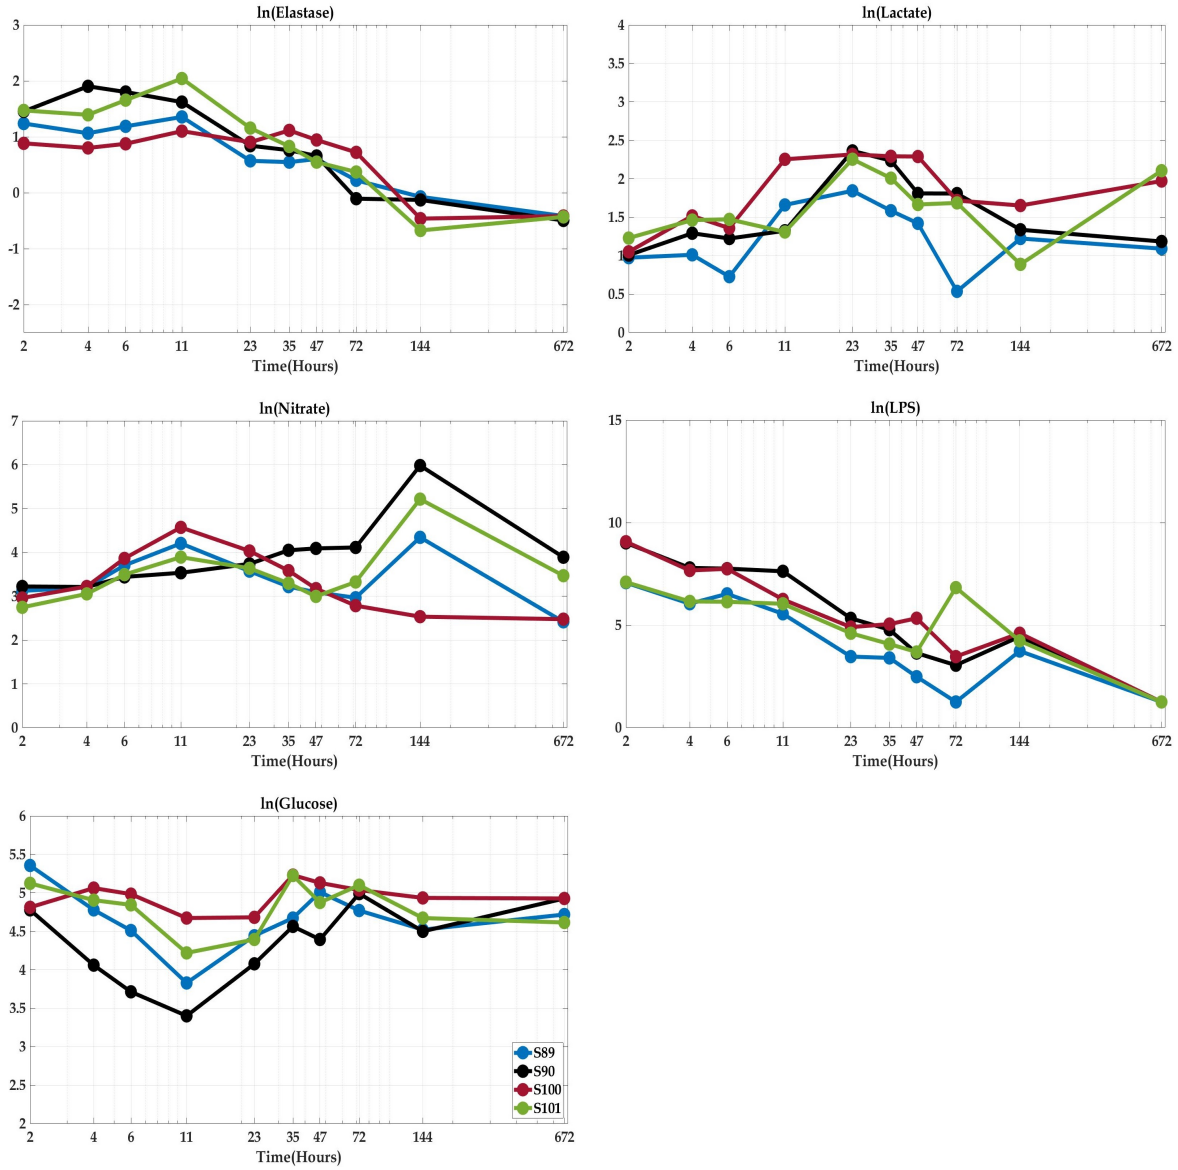 ln(Elastase)
3
2
1
0
-1
-2
2 4 6 11 23 35 47 72 144 672
Time(Hours)
ln(Lactate)
4
3.5
3
2.5
2
1.5
1
0.5
0
2 4 6 11 23 35 47 72 144 672
Time(Hours)
ln(Nitrate)
7
6
5
4
3
2
1
0
2 4 6 11 23 35 47 72 144 672
Time(Hours)
ln(LPS)
15
10
5
0
2 4 6 11 23 35 47 72 144 672
Time(Hours)
ln(Glucose)
6
5.5
5
4.5
4
3.5
3
2.5
2
S89
S90
S100
S101
2 4 6 11 23 35 47 72 144 672
Time(Hours)